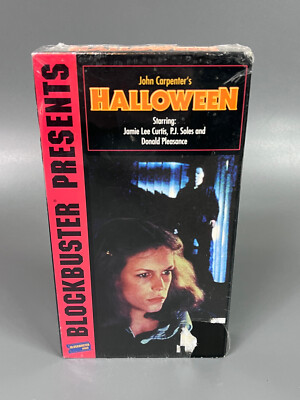 John Carpenter's
HALLOWEEN
Starring:
Jamie Lee Curtis, P.J. Soles and
Donald Pleasance
BLOCKBUSTER PRESENTS